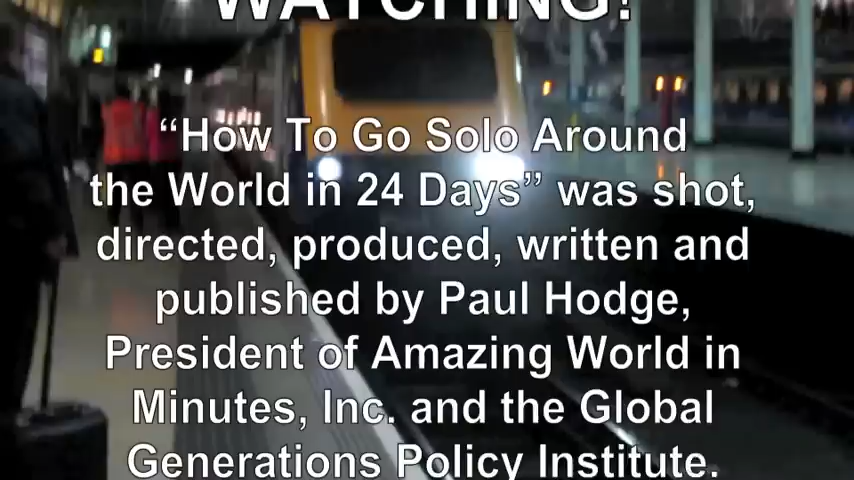 WATCHING!
“How To Go Solo Around
the World in 24 Days” was shot,
directed, produced, written and
published by Paul Hodge,
President of Amazing World in
Minutes, Inc. and the Global
Generations Policy Institute.